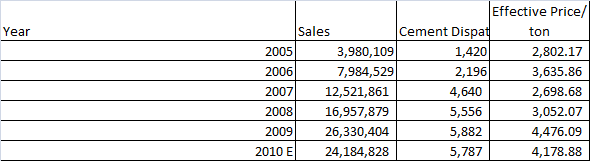 Year Sales Cement Dispat Effective Price/ ton
2005 3,980,109 1,420 2,802.17
2006 7,984,529 2,196 3,635.86
2007 12,521,861 4,640 2,698.68
2008 16,957,879 5,556 3,052.07
2009 26,330,404 5,882 4,476.09
2010 E 24,184,828 5,787 4,178.88